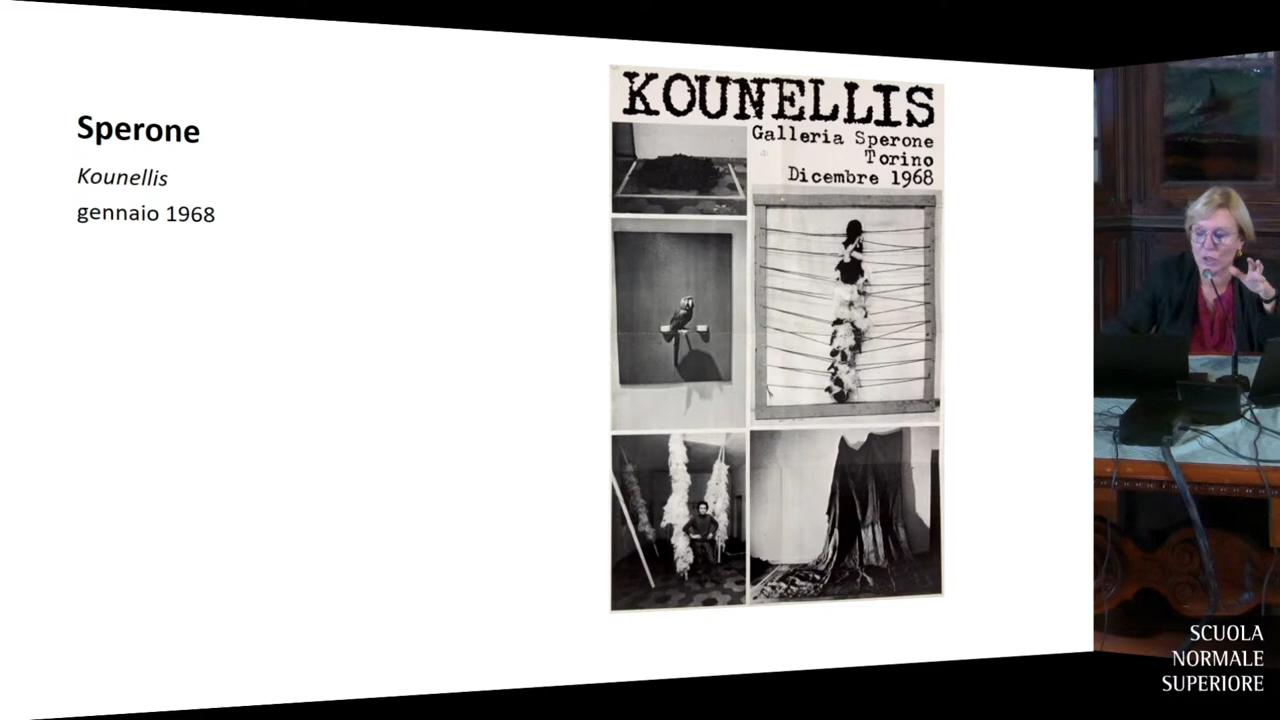 Sperone
Kounellis
gennaio 1968
KOUNELLIS
Galleria Sperone
Torino
Dicembre 1968
SCUOLA
NORMALE
SUPERIORE